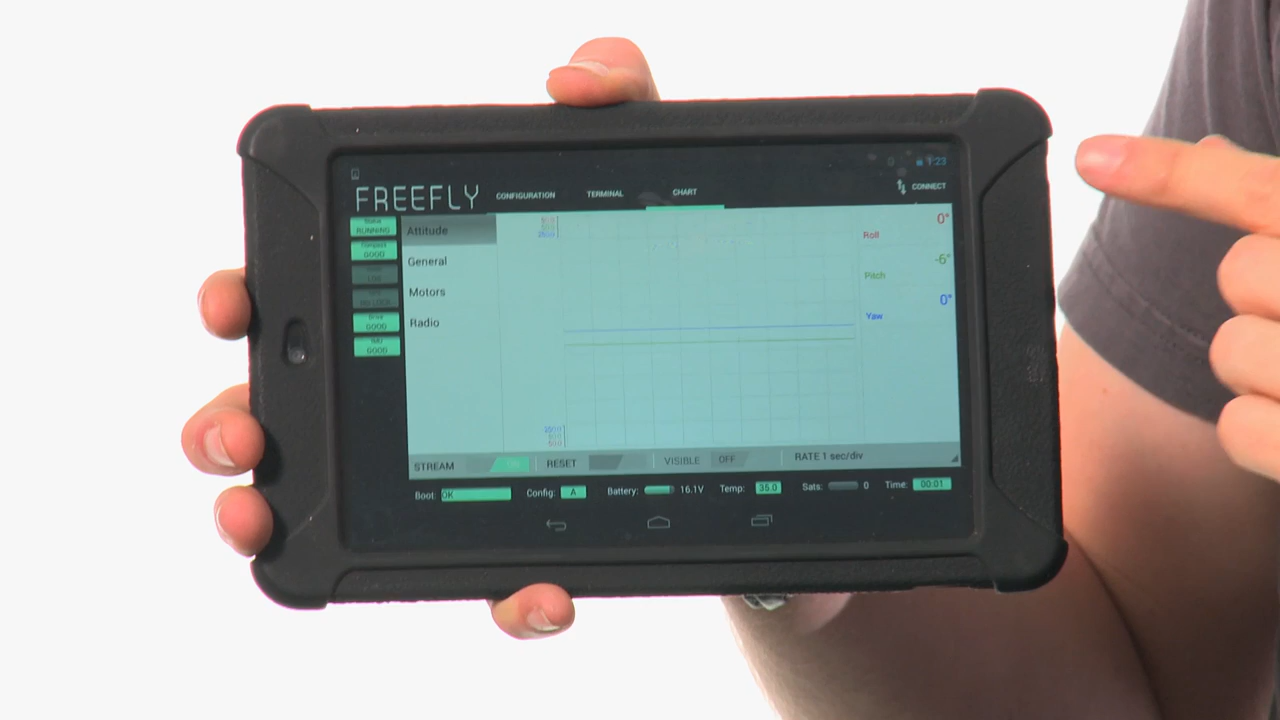 1:23
FREEFLY CONFIGURATION TERMINAL CHART CONNECT
Status
RUNNING
Compass
GOOD
Drive
GOOD
IMU
GOOD
Attitude
General
Motors
Radio
0°
Roll
-6°
Pitch
0°
Yaw
STREAM RESET VISIBLE OFF RATE 1 sec/div
Boot: OK Config: A Battery: 16.1V Temp: 35.0 Sats: 0 Time: 00:01